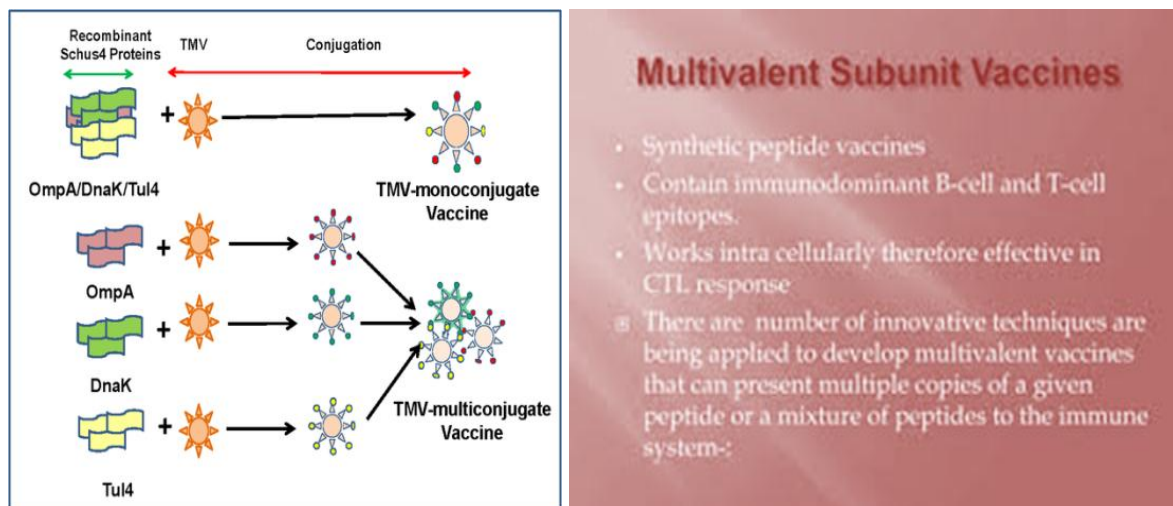 Recombinant
Schus4 Proteins
TMV
Conjugation
+
OmpA/DnaK/Tul4
TMV-monoconjugate
Vaccine
+
OmpA
+
DnaK
TMV-multiconjugate
Vaccine
+
Tul4
Multivalent Subunit Vaccines
Synthetic peptide vaccines
Contain immunodominant B-cell and T-cell
epitopes.
Works intra cellularly therefore effective in
CTL response
There are number of innovative techniques are
being applied to develop multivalent vaccines
that can present multiple copies of a given
peptide or a mixture of peptides to the immune
system-: